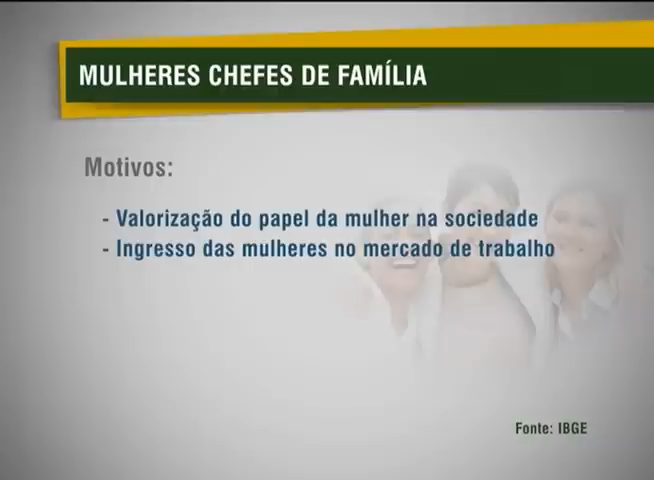 MULHERES CHEFES DE FAMÍLIA
Motivos:
- Valorização do papel da mulher na sociedade
- Ingresso das mulheres no mercado de trabalho
Fonte: IBGE